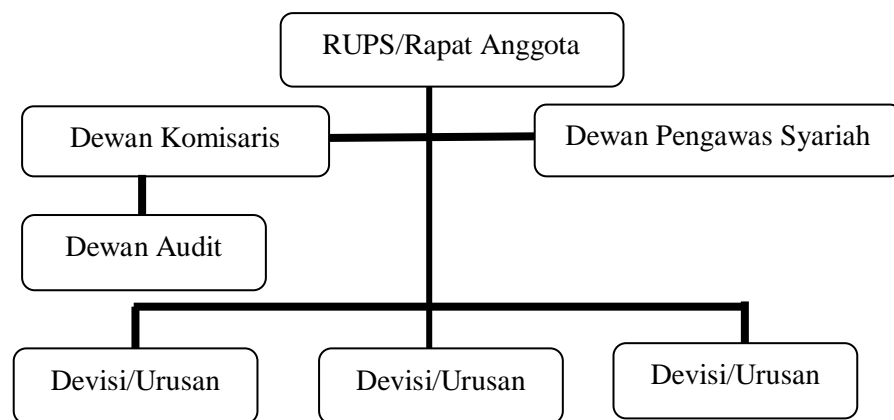 RUPS/Rapat Anggota
Dewan Komisaris
Dewan Pengawas Syariah
Dewan Audit
Devisi/Urusan
Devisi/Urusan
Devisi/Urusan